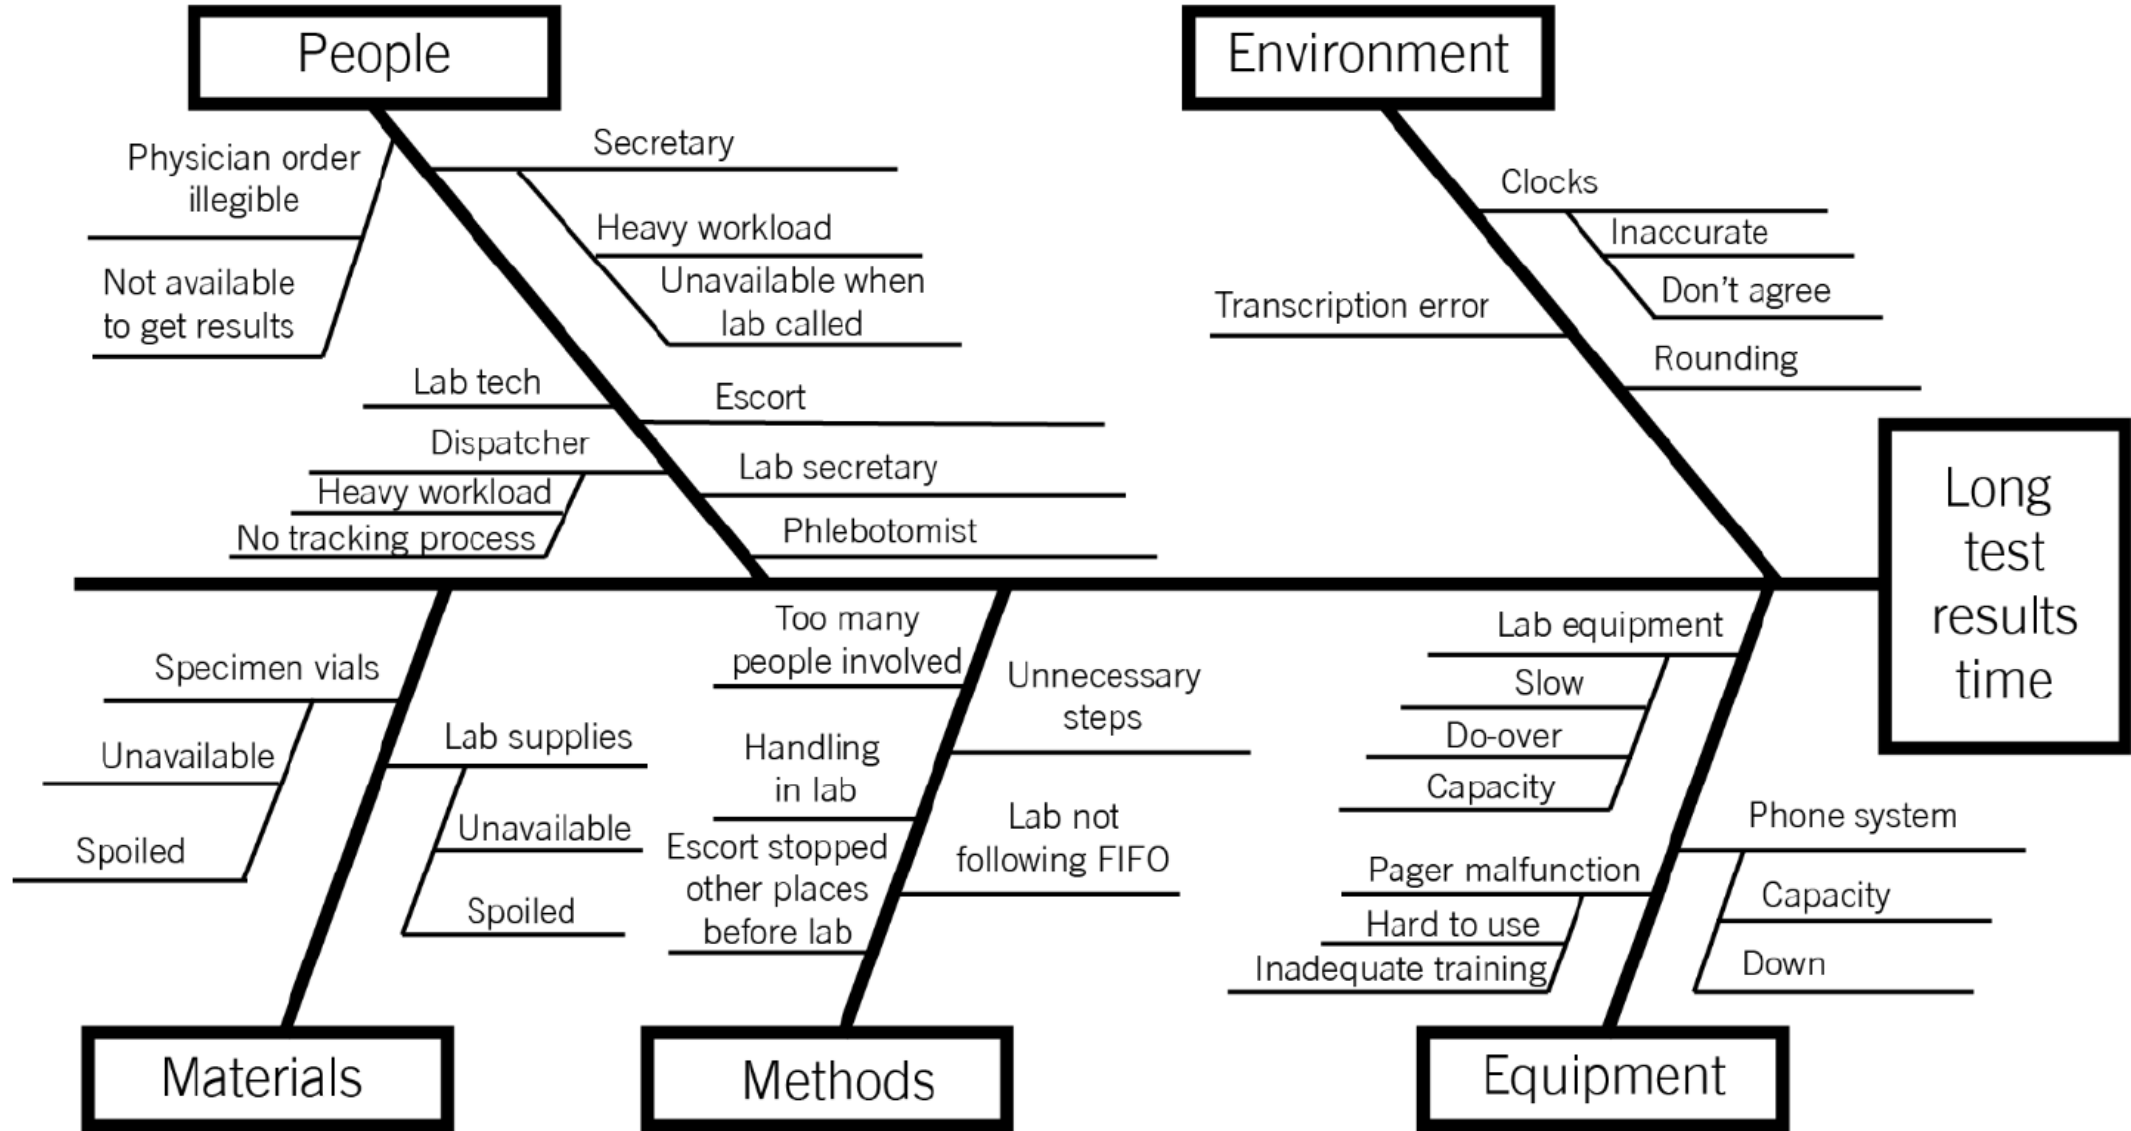 People
Environment
Physician order
illegible
Not available
to get results
Secretary
Heavy workload
Unavailable when
lab called
Lab tech
Escort
Dispatcher
Heavy workload
No tracking process
Lab secretary
Phlebotomist
Clocks
Inaccurate
Don't agree
Transcription error
Rounding
Long
test
results
time
Specimen vials
Unavailable
Spoiled
Lab supplies
Unavailable
Spoiled
Too many
people involved
Unnecessary
steps
Handling
in lab
Lab not
following FIFO
Escort stopped
other places
before lab
Lab equipment
Slow
Do-over
Capacity
Phone system
Capacity
Down
Pager malfunction
Hard to use
Inadequate training
Materials
Methods
Equipment